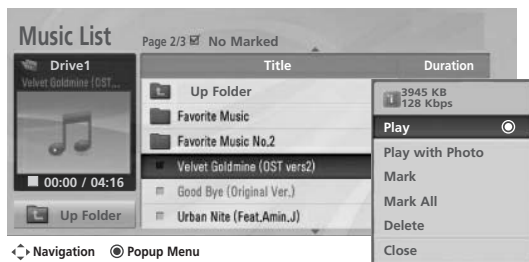 Music List
Page 2/3 No Marked
Drive1
Velvet Goldmine (OST...
00:00 / 04:16
Up Folder
Title Duration
Up Folder
Favorite Music
Favorite Music No.2
Velvet Goldmine (OST vers2)
Good Bye (Original Ver.)
Urban Nite (Feat.Amin.J)
3945 KB
128 Kbps
Play
Play with Photo
Mark
Mark All
Delete
Close
Navigation Popup Menu